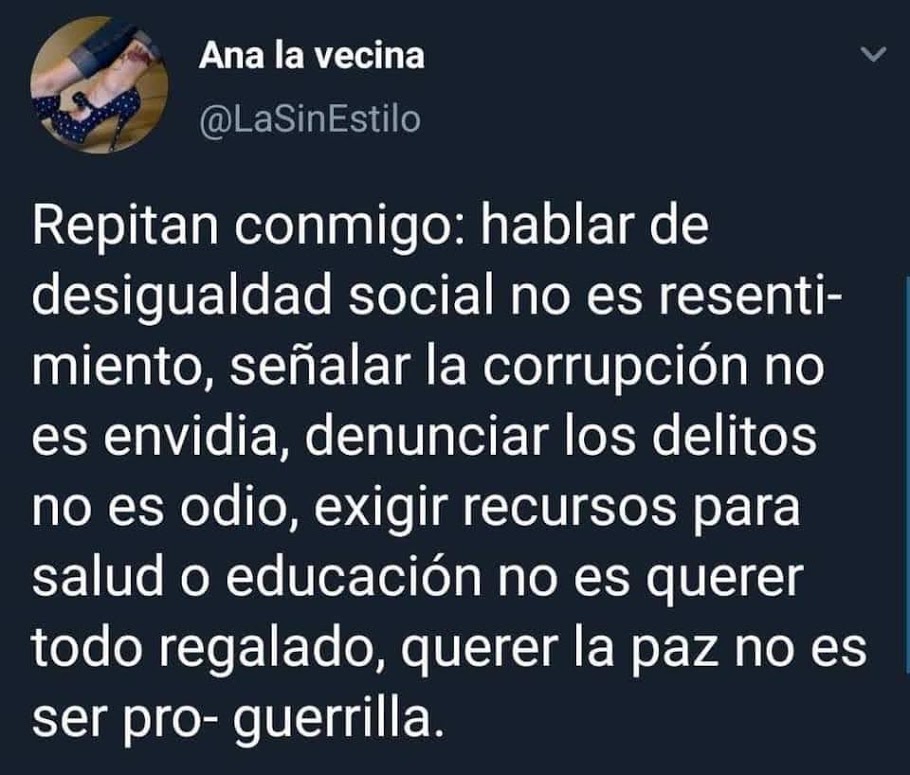 Ana la vecina
@LaSinEstilo
Repitan conmigo: hablar de
desigualdad social no es resenti-
miento, señalar la corrupción no
es envidia, denunciar los delitos
no es odio, exigir recursos para
salud o educación no es querer
todo regalado, querer la paz no es
ser pro- guerrilla.